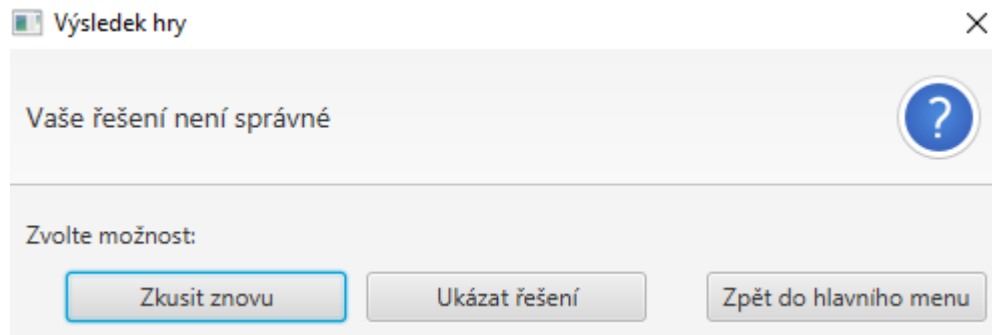 Výsledek hry
Vaše řešení není správné
?
Zvolte možnost:
Zkusit znovu Ukázat řešení Zpět do hlavního menu